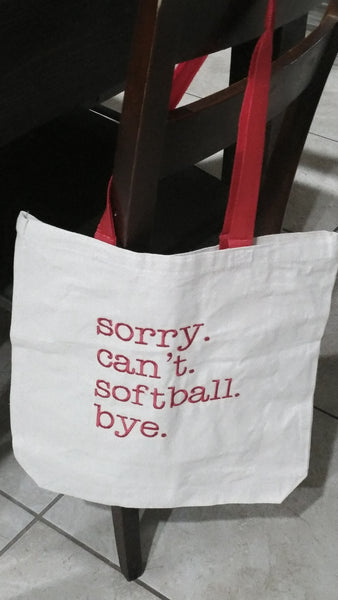 sorry.
can't.
softball.
bye.